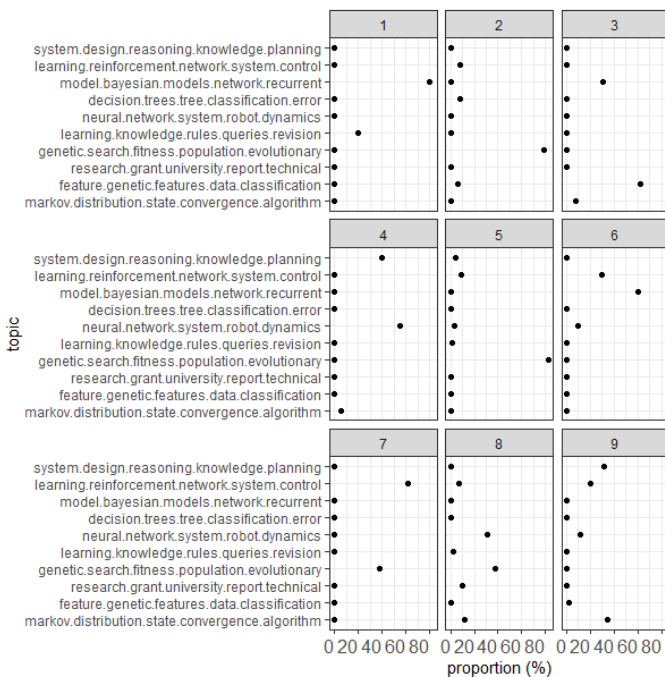 1 2 3
system.design.reasoning.knowledge.planning
learning.reinforcement.network.system.control
model.bayesian.models.network.recurrent
decision.trees.tree.classification.error
neural.network.system.robot.dynamics
learning.knowledge.rules.queries.revision
genetic.search.fitness.population.evolutionary
research.grant.university.report.technical
feature.genetic.features.data.classification
markov.distribution.state.convergence.algorithm
4 5 6
system.design.reasoning.knowledge.planning
learning.reinforcement.network.system.control
model.bayesian.models.network.recurrent
decision.trees.tree.classification.error
neural.network.system.robot.dynamics
learning.knowledge.rules.queries.revision
genetic.search.fitness.population.evolutionary
research.grant.university.report.technical
feature.genetic.features.data.classification
markov.distribution.state.convergence.algorithm
topic
7 8 9
system.design.reasoning.knowledge.planning
learning.reinforcement.network.system.control
model.bayesian.models.network.recurrent
decision.trees.tree.classification.error
neural.network.system.robot.dynamics
learning.knowledge.rules.queries.revision
genetic.search.fitness.population.evolutionary
research.grant.university.report.technical
feature.genetic.features.data.classification
markov.distribution.state.convergence.algorithm
0 20 40 60 80 0 20 40 60 80 0 20 40 60 80
proportion (%)